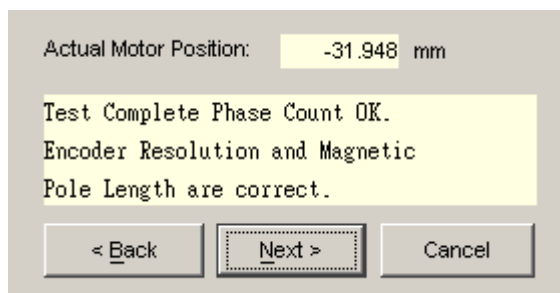 Actual Motor Position: -31.948 mm
Test Complete Phase Count OK.
Encoder Resolution and Magnetic
Pole Length are correct.
< Back Next > Cancel